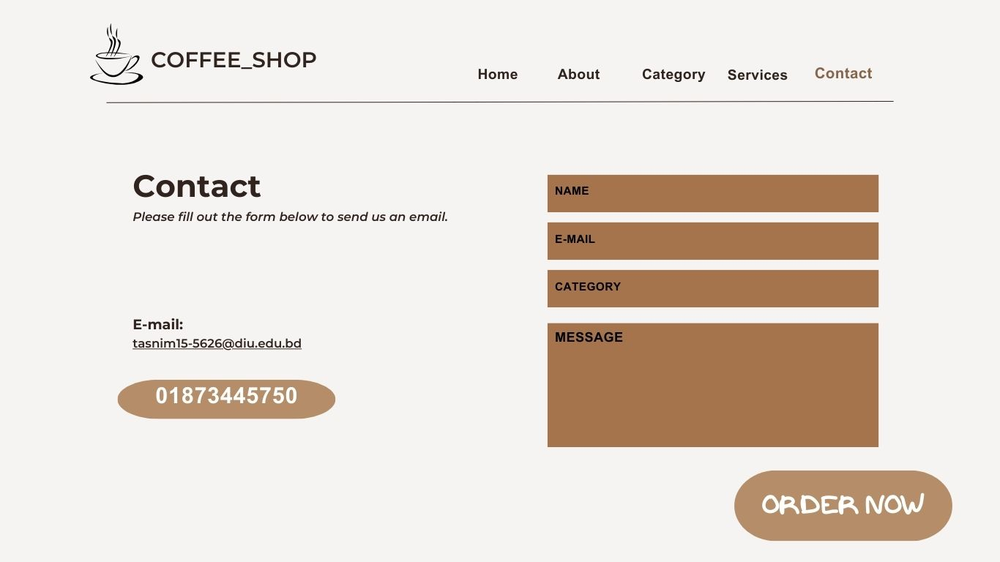 COFFEE_SHOP
Home About Category Services Contact
Contact
Please fill out the form below to send us an email.
E-mail:
tasnim15-5626@diu.edu.bd
01873445750
NAME
E-MAIL
CATEGORY
MESSAGE
ORDER NOW